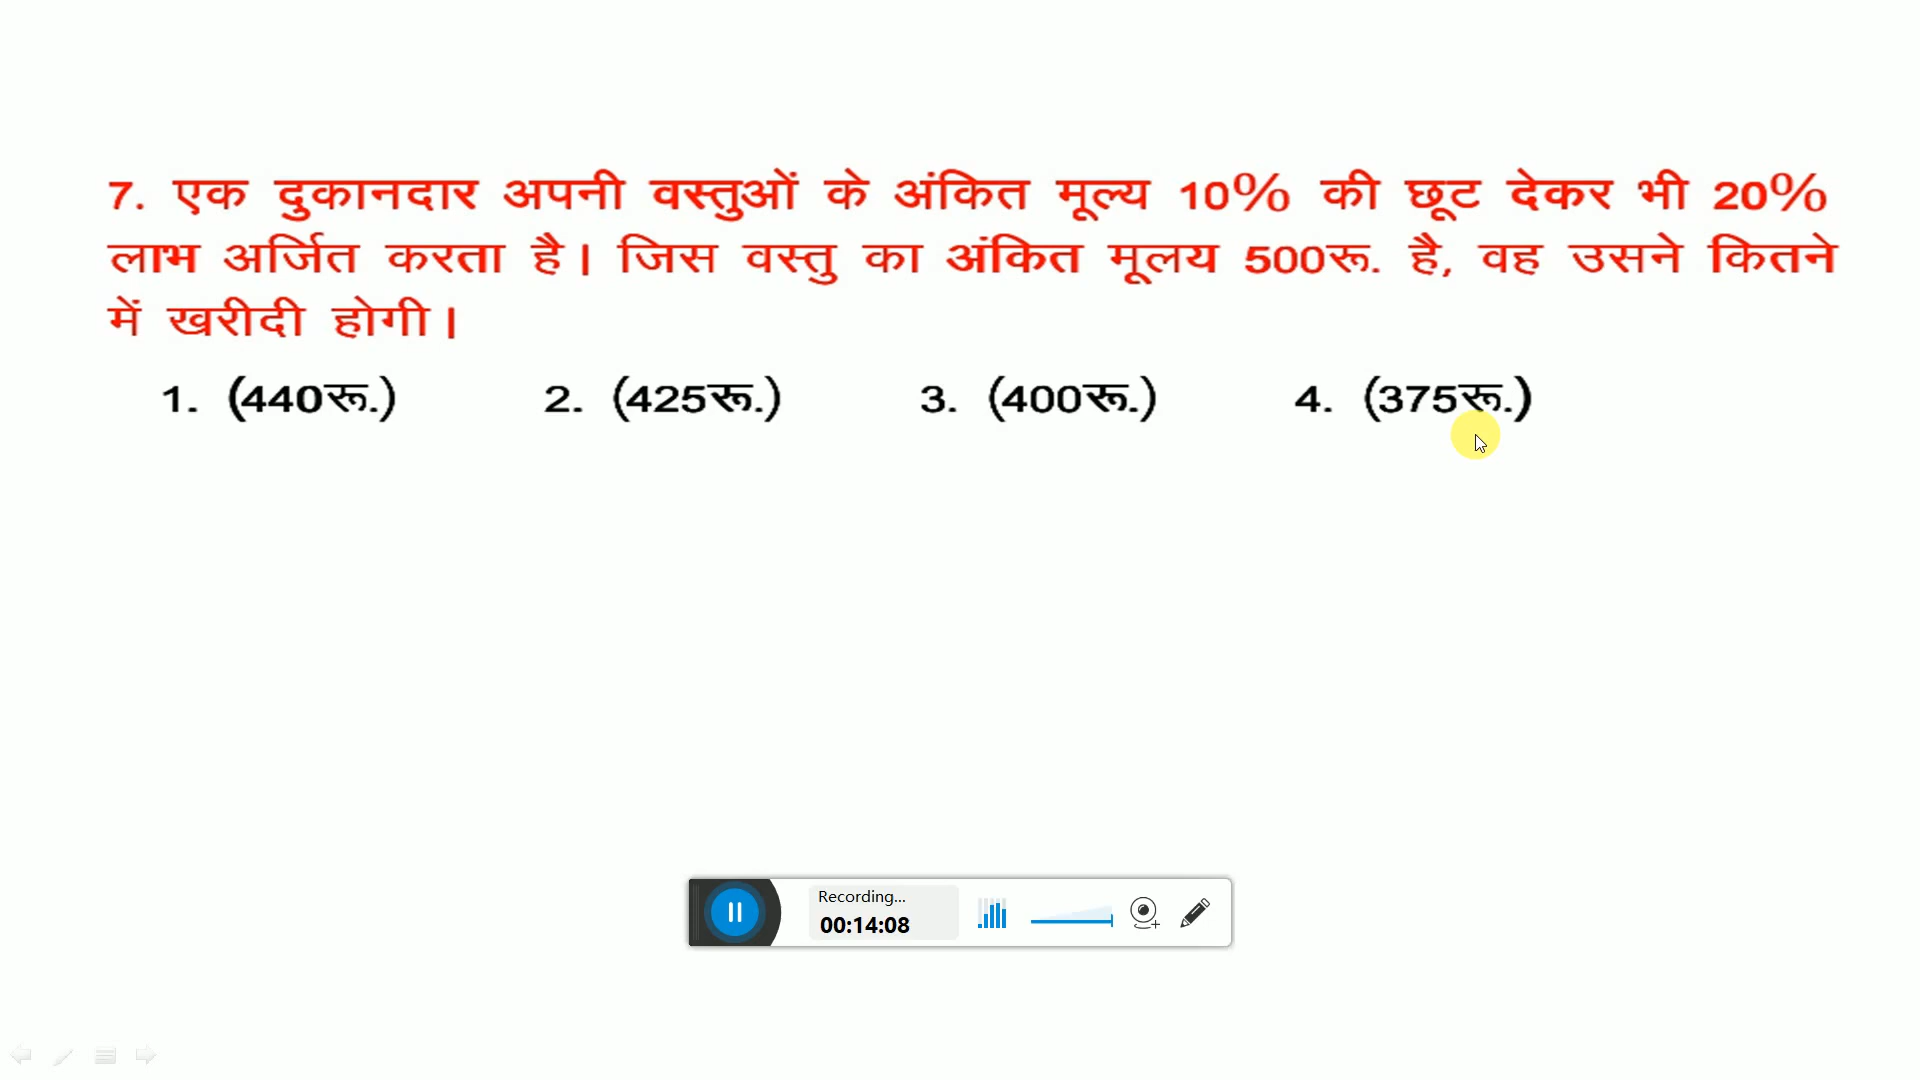 7. एक दुकानदार अपनी वस्तुओं के अंकित मूल्य 10% की छूट देकर भी 20%
लाभ अर्जित करता है। जिस वस्तु का अंकित मूलय 500रू. है, वह उसने कितने
में खरीदी होगी।
1. (440रू.) 2. (425रू.) 3. (400रू.) 4. (375रू.)
Recording...
00:14:08